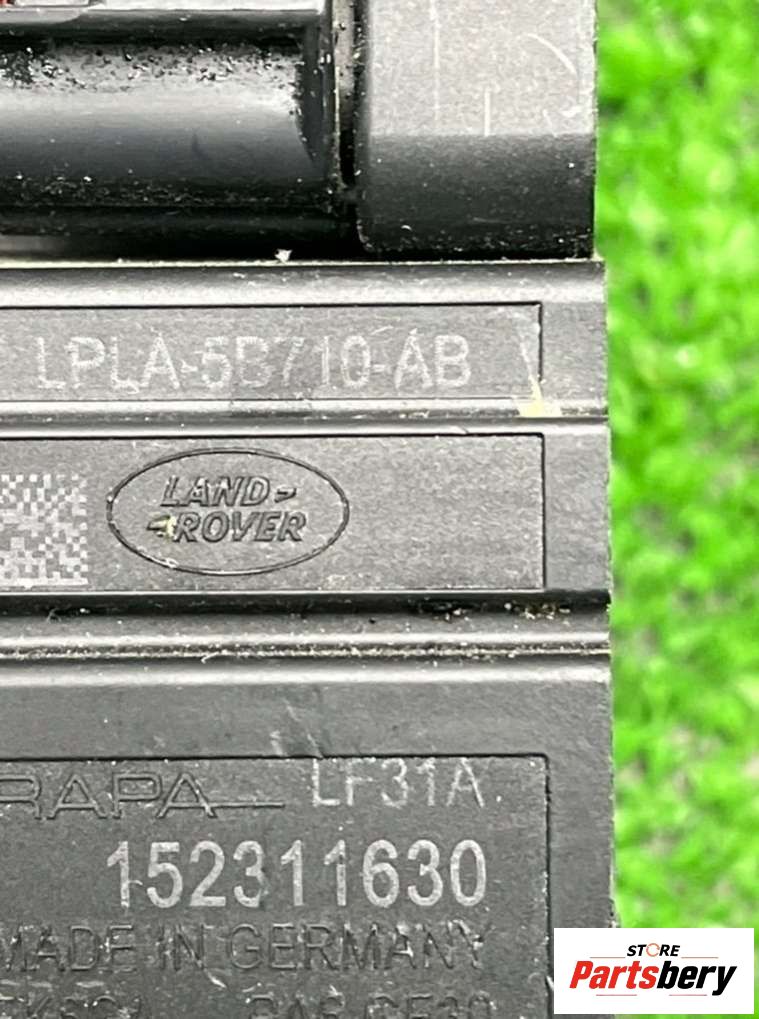 LPLA-5B710-AB
LAND-
ROVER
RAPA LF31A
152311630
MADE IN GERMANY
STORE
Partsbery